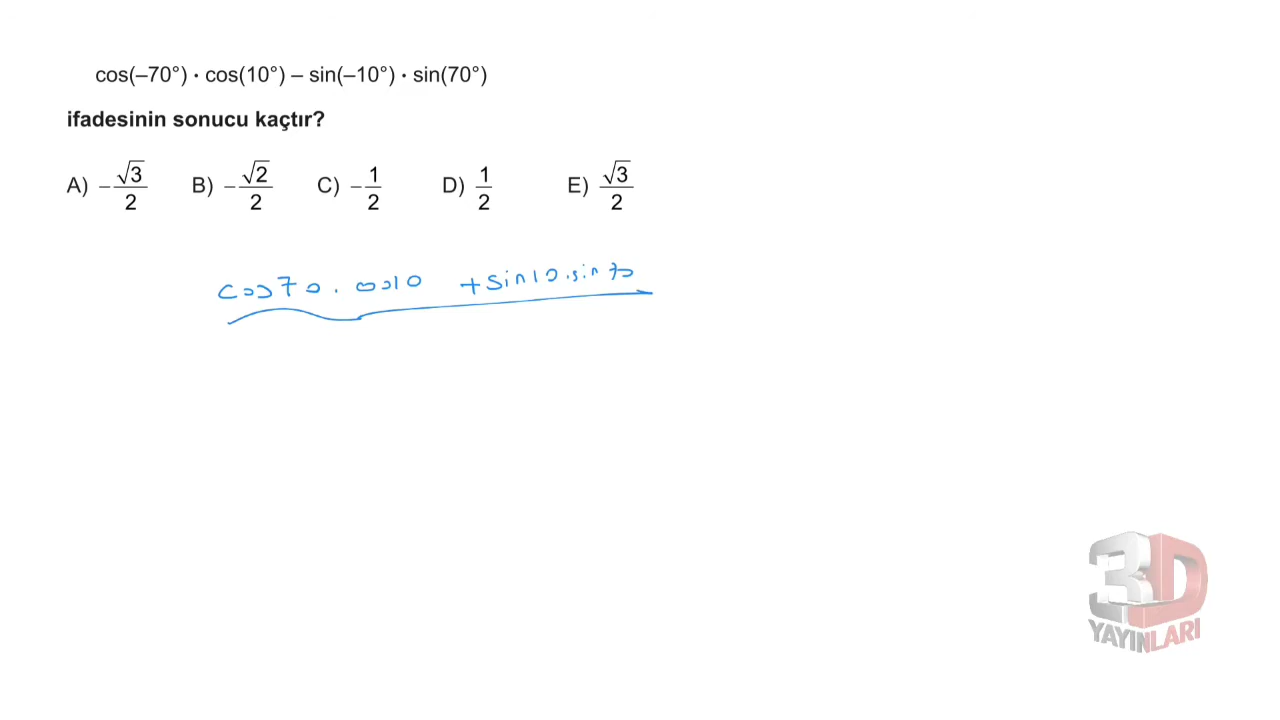 cos(–70°) · cos(10°) – sin(–10°) · sin(70°)
ifadesinin sonucu kaçtır?
A) –√3/2 B) –√2/2 C) –1/2 D) 1/2 E) √3/2
cos70 . cos10 + sin10 . sin70
3D
YAYINLARI